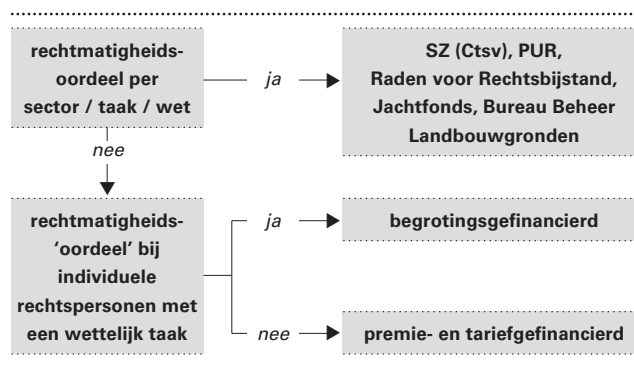 rechtmatigheids-
oordeel per
sector / taak / wet
ja
SZ (Ctsv), PUR,
Raden voor Rechtsbijstand,
Jachtfonds, Bureau Beheer
Landbouwgronden
nee
rechtmatigheids-
‘oordeel’ bij
individuele
rechtspersonen met
een wettelijk taak
ja
begrotingsgefinancierd
nee
premie- en tariefgefinancierd